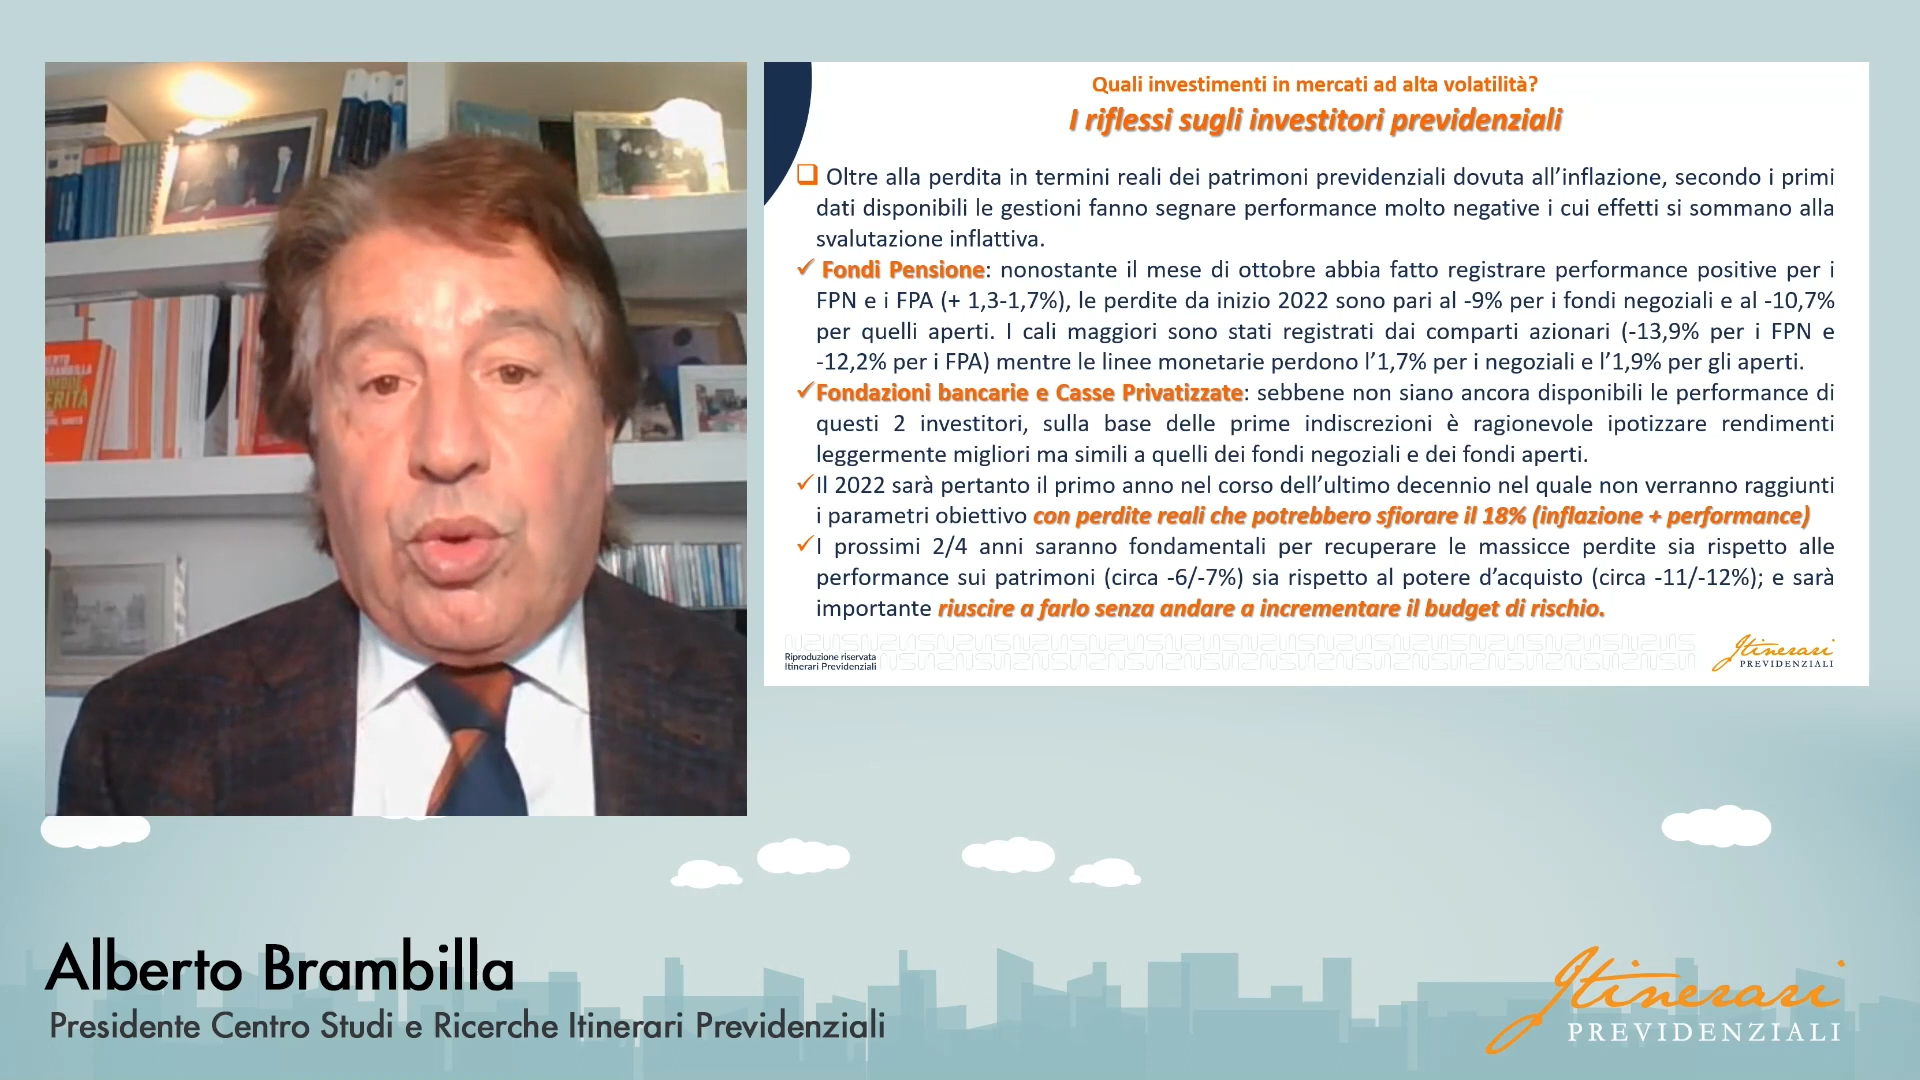 Quali investimenti in mercati ad alta volatilità?
I riflessi sugli investitori previdenziali
Oltre alla perdita in termini reali dei patrimoni previdenziali dovuta all’inflazione, secondo i primi
dati disponibili le gestioni fanno segnare performance molto negative i cui effetti si sommano alla
svalutazione inflattiva.
Fondi Pensione: nonostante il mese di ottobre abbia fatto registrare performance positive per i
FPN e i FPA (+ 1,3-1,7%), le perdite da inizio 2022 sono pari al -9% per i fondi negoziali e al -10,7%
per quelli aperti. I cali maggiori sono stati registrati dai comparti azionari (-13,9% per i FPN e
-12,2% per i FPA) mentre le linee monetarie perdono l’1,7% per i negoziali e l’1,9% per gli aperti.
Fondazioni bancarie e Casse Privatizzate: sebbene non siano ancora disponibili le performance di
questi 2 investitori, sulla base delle prime indiscrezioni è ragionevole ipotizzare rendimenti
leggermente migliori ma simili a quelli dei fondi negoziali e dei fondi aperti.
Il 2022 sarà pertanto il primo anno nel corso dell’ultimo decennio nel quale non verranno raggiunti
i parametri obiettivo con perdite reali che potrebbero sfiorare il 18% (inflazione + performance)
I prossimi 2/4 anni saranno fondamentali per recuperare le massicce perdite sia rispetto alle
performance sui patrimoni (circa -6/-7%) sia rispetto al potere d’acquisto (circa -11/-12%); e sarà
importante riuscire a farlo senza andare a incrementare il budget di rischio.
Riproduzione riservata
Itinerari Previdenziali
Itinerari
PREVIDENZIALI
Alberto Brambilla
Presidente Centro Studi e Ricerche Itinerari Previdenziali
Itinerari
PREVIDENZIALI